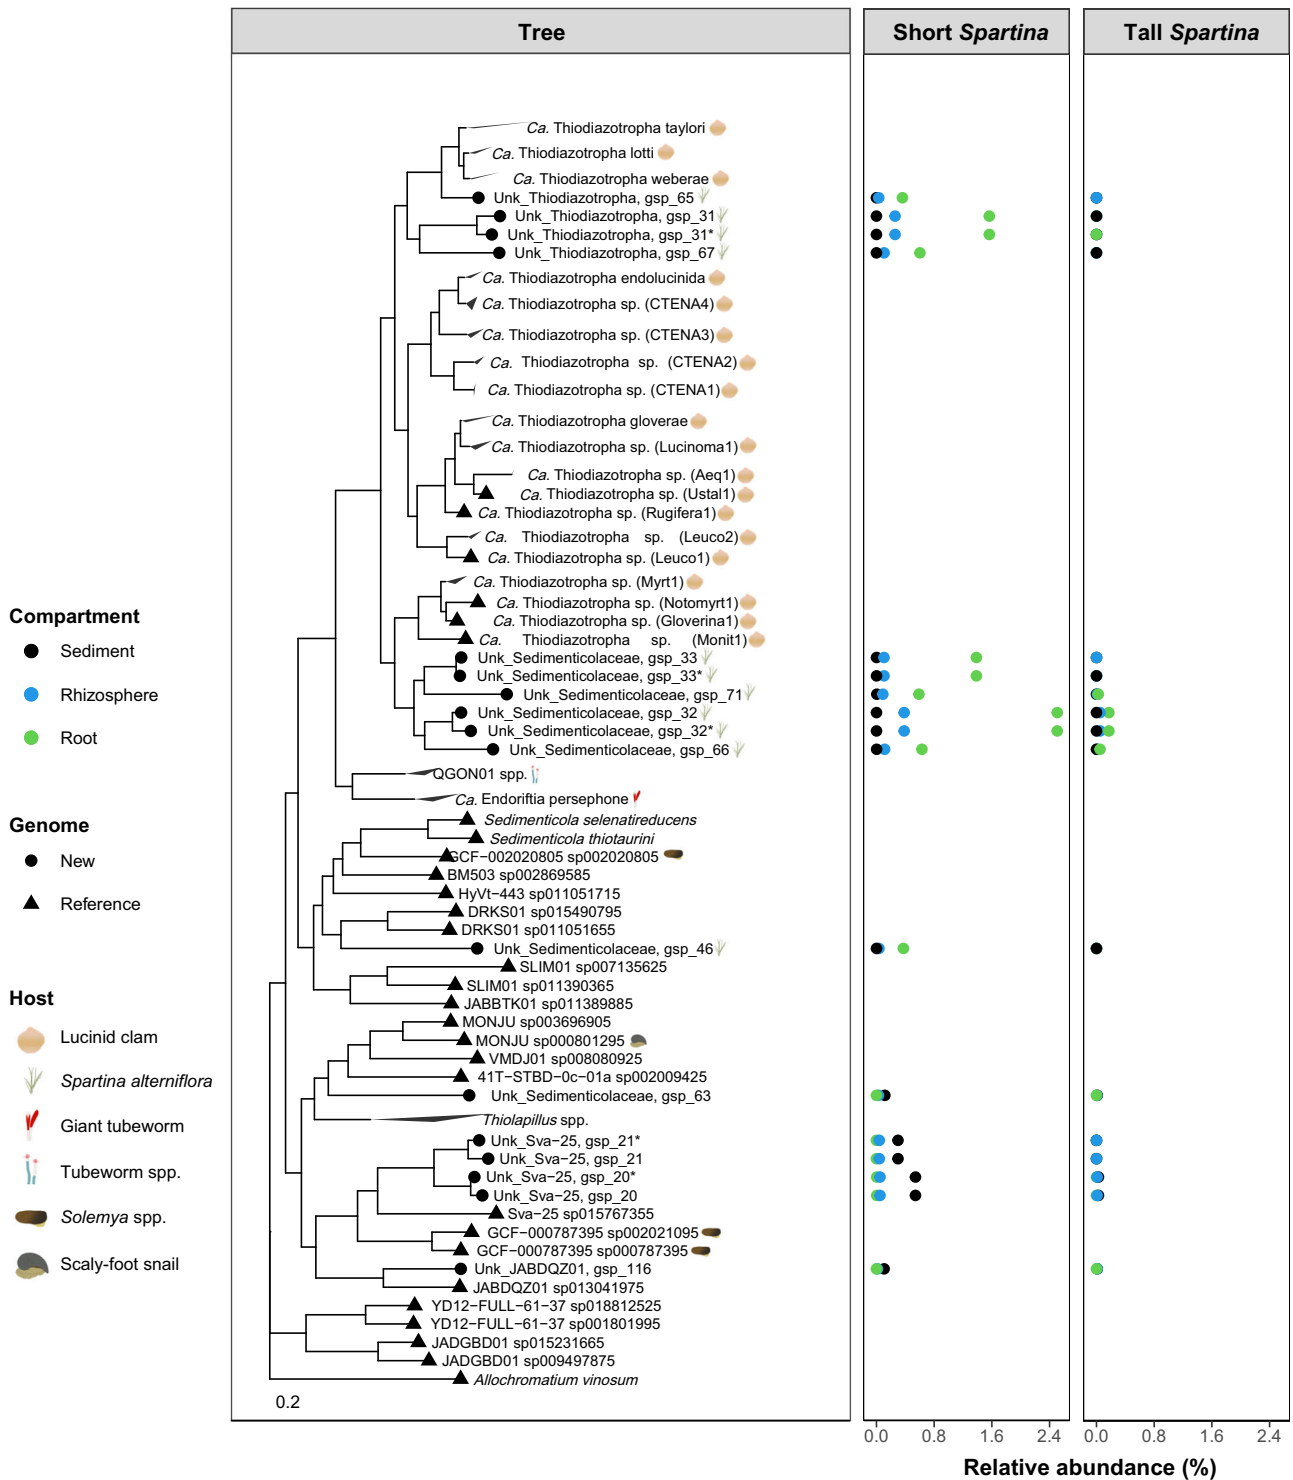 Tree
Short Spartina
Tall Spartina
Ca. Thiodiazotropha taylori
Ca. Thiodiazotropha lotti
Ca. Thiodiazotropha weberae
Unk_Thiodiazotropha, gsp_65
Unk_Thiodiazotropha, gsp_31
Unk_Thiodiazotropha, gsp_31*
Unk_Thiodiazotropha, gsp_67
Ca. Thiodiazotropha endolucinida
Ca. Thiodiazotropha sp. (CTENA4)
Ca. Thiodiazotropha sp. (CTENA3)
Ca. Thiodiazotropha sp. (CTENA2)
Ca. Thiodiazotropha sp. (CTENA1)
Ca. Thiodiazotropha gloverae
Ca. Thiodiazotropha sp. (Lucinoma1)
Ca. Thiodiazotropha sp. (Aeq1)
Ca. Thiodiazotropha sp. (Ustal1)
Ca. Thiodiazotropha sp. (Rugifera1)
Ca. Thiodiazotropha sp. (Leuco2)
Ca. Thiodiazotropha sp. (Leuco1)
Ca. Thiodiazotropha sp. (Myrt1)
Ca. Thiodiazotropha sp. (Notomyrt1)
Ca. Thiodiazotropha sp. (Gloverina1)
Ca. Thiodiazotropha sp. (Monit1)
Unk_Sedimenticolaceae, gsp_33
Unk_Sedimenticolaceae, gsp_33*
Unk_Sedimenticolaceae, gsp_71
Unk_Sedimenticolaceae, gsp_32
Unk_Sedimenticolaceae, gsp_32*
Unk_Sedimenticolaceae, gsp_66
QGON01 spp.
Ca. Endoriftia persephone
Sedimenticola selenatireducens
Sedimenticola thiotaurini
GCF−002020805 sp002020805
BM503 sp002869585
HyVt−443 sp011051715
DRKS01 sp015490795
DRKS01 sp011051655
Unk_Sedimenticolaceae, gsp_46
SLIM01 sp007135625
SLIM01 sp011390365
JABBTK01 sp011389885
MONJU sp003696905
MONJU sp000801295
VMDJ01 sp008080925
41T−STBD−0c−01a sp002009425
Unk_Sedimenticolaceae, gsp_63
Thiolapillus spp.
Unk_Sva−25, gsp_21*
Unk_Sva−25, gsp_21
Unk_Sva−25, gsp_20*
Unk_Sva−25, gsp_20
Sva−25 sp015767355
GCF−000787395 sp002021095
GCF−000787395 sp000787395
Unk_JABDQZ01, gsp_116
JABDQZ01 sp013041975
YD12−FULL−61−37 sp018812525
YD12−FULL−61−37 sp001801995
JADGBD01 sp015231665
JADGBD01 sp009497875
Allochromatium vinosum
0.2
Compartment
Sediment
Rhizosphere
Root
Genome
New
Reference
Host
Lucinid clam
Spartina alterniflora
Giant tubeworm
Tubeworm spp.
Solemya spp.
Scaly-foot snail
0.0 0.8 1.6 2.4
0.0 0.8 1.6 2.4
Relative abundance (%)